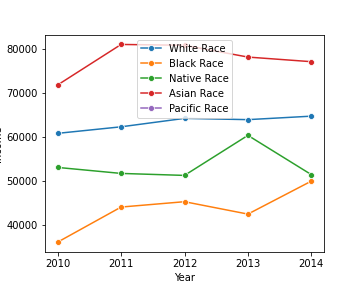 80000
70000
60000
50000
40000
White Race
Black Race
Native Race
Asian Race
Pacific Race
2010 2011 2012 2013 2014
Year